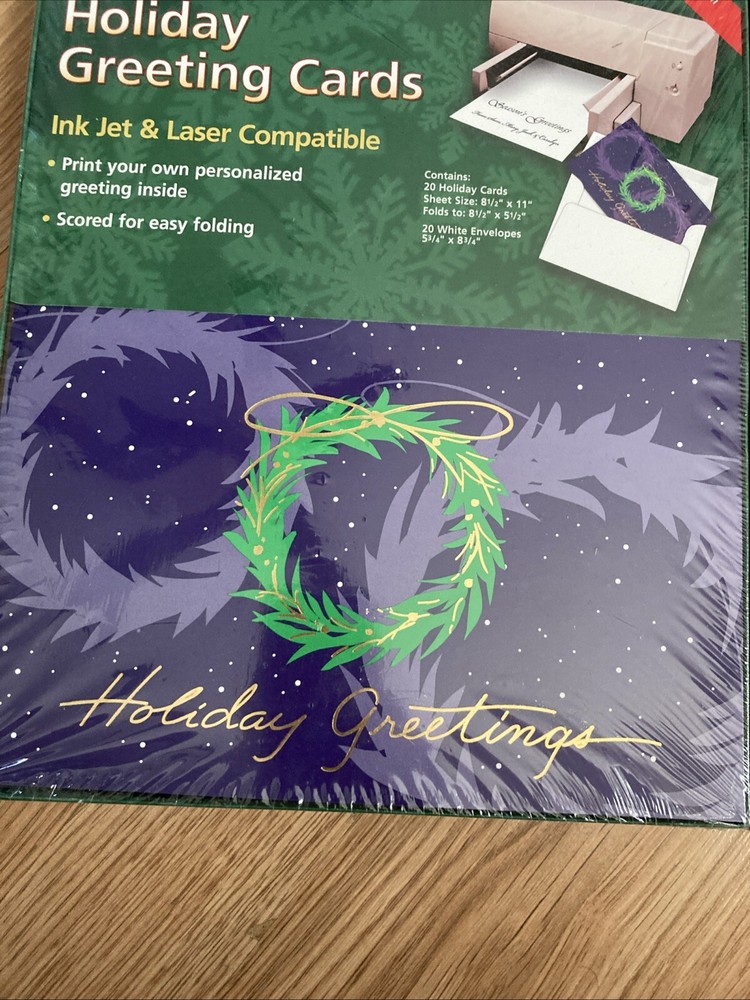 Holiday
Greeting Cards
Ink Jet & Laser Compatible
• Print your own personalized
greeting inside
• Scored for easy folding
Contains:
20 Holiday Cards
Sheet Size: 8½" x 11"
Folds to: 8½" x 5½"
20 White Envelopes
5¾" x 8¾"
Season's Greetings
Holiday Greetings
Holiday Greetings